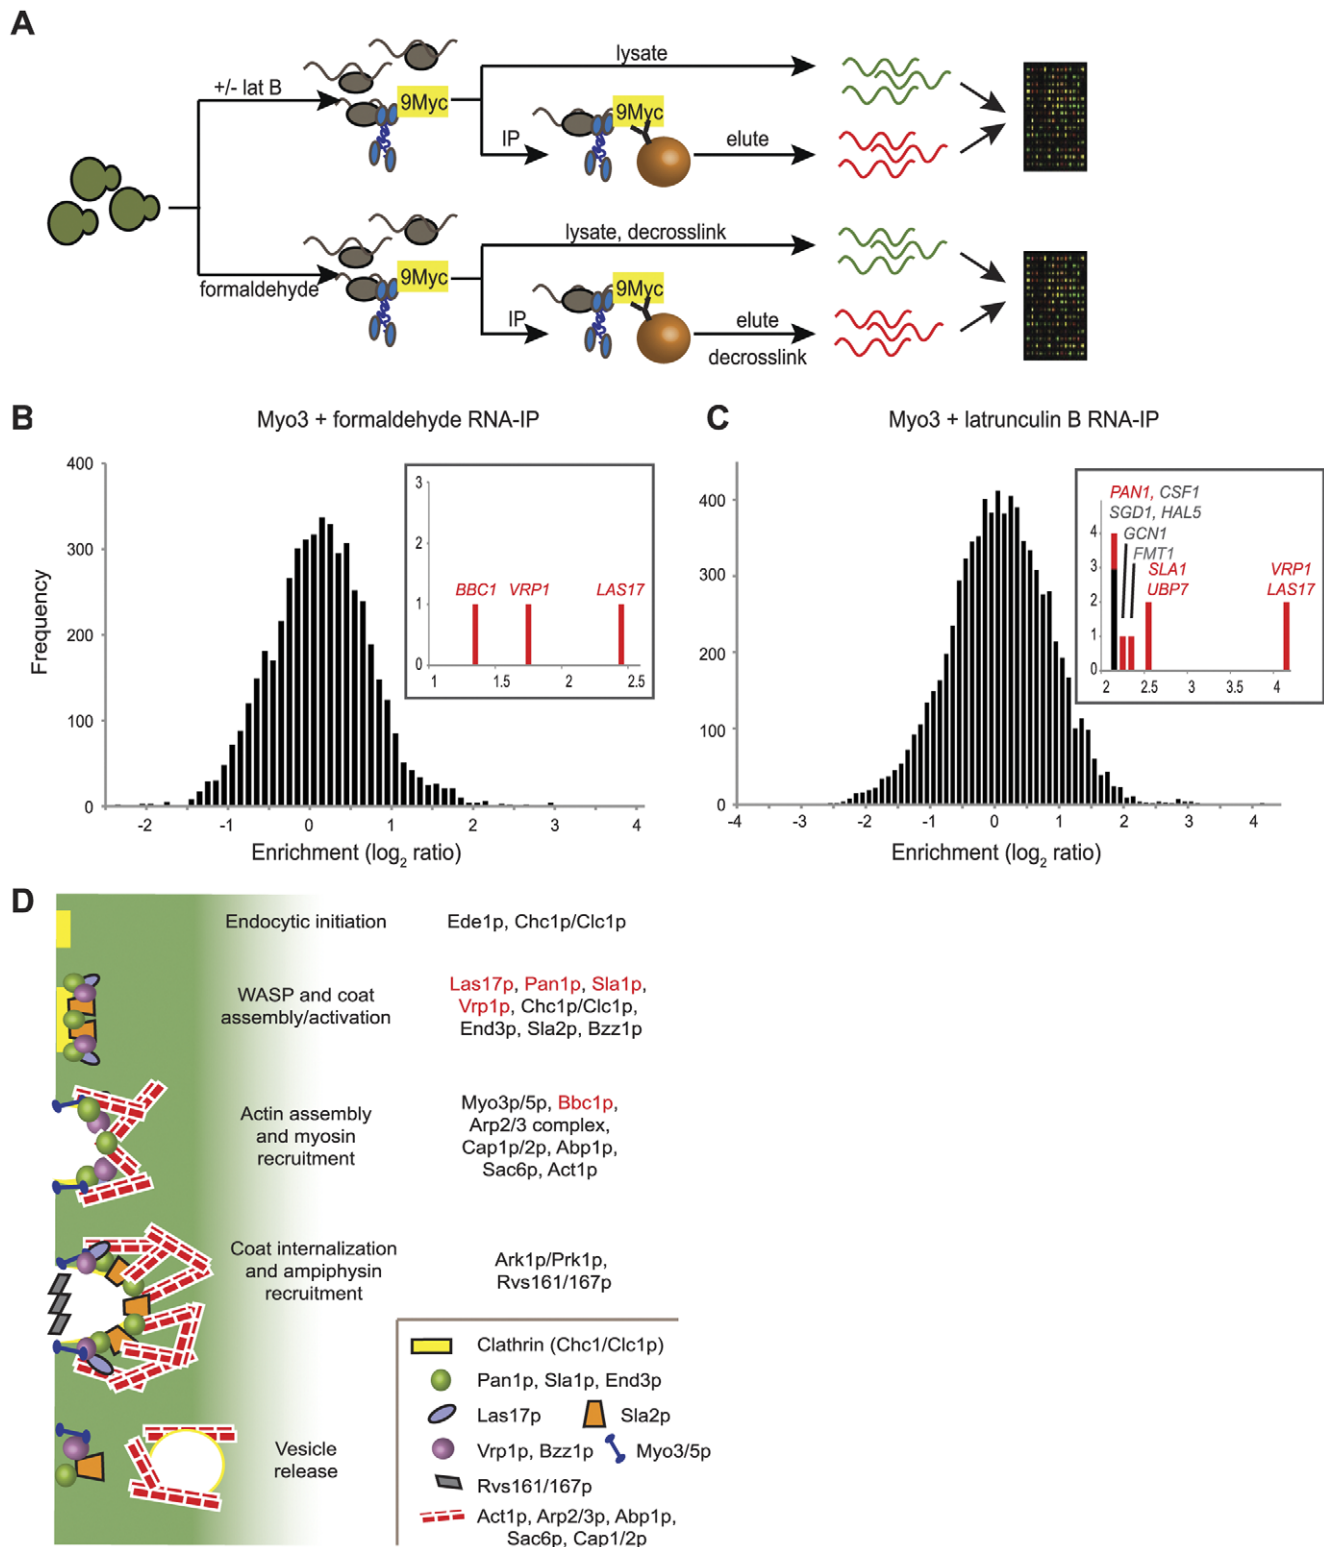 A
+/- lat B
9Myc
lysate
IP
9Myc
elute
formaldehyde
9Myc
lysate, decrosslink
IP
9Myc
elute
decrosslink
B
Myo3 + formaldehyde RNA-IP
Frequency
400
300
200
100
0
-2
-1
0
1
2
3
4
Enrichment (log2 ratio)
3
2
1
0
BBC1
VRP1
LAS17
1
1.5
2
2.5
C
Myo3 + latrunculin B RNA-IP
400
300
200
100
0
-4
-3
-2
-1
0
1
2
3
4
Enrichment (log2 ratio)
PAN1, CSF1
SGD1, HAL5
GCN1
FMT1
SLA1
UBP7
VRP1
LAS17
4
3
2
1
0
2
2.5
3
3.5
4
D
Endocytic initiation
Ede1p, Chc1p/Clc1p
WASP and coat
assembly/activation
Las17p, Pan1p, Sla1p,
Vrp1p, Chc1p/Clc1p,
End3p, Sla2p, Bzz1p
Actin assembly
and myosin
recruitment
Myo3p/5p, Bbc1p,
Arp2/3 complex,
Cap1p/2p, Abp1p,
Sac6p, Act1p
Coat internalization
and ampiphysin
recruitment
Ark1p/Prk1p,
Rvs161/167p
Vesicle
release
Clathrin (Chc1/Clc1p)
Pan1p, Sla1p, End3p
Las17p
Sla2p
Vrp1p, Bzz1p
Myo3/5p
Rvs161/167p
Act1p, Arp2/3p, Abp1p,
Sac6p, Cap1/2p